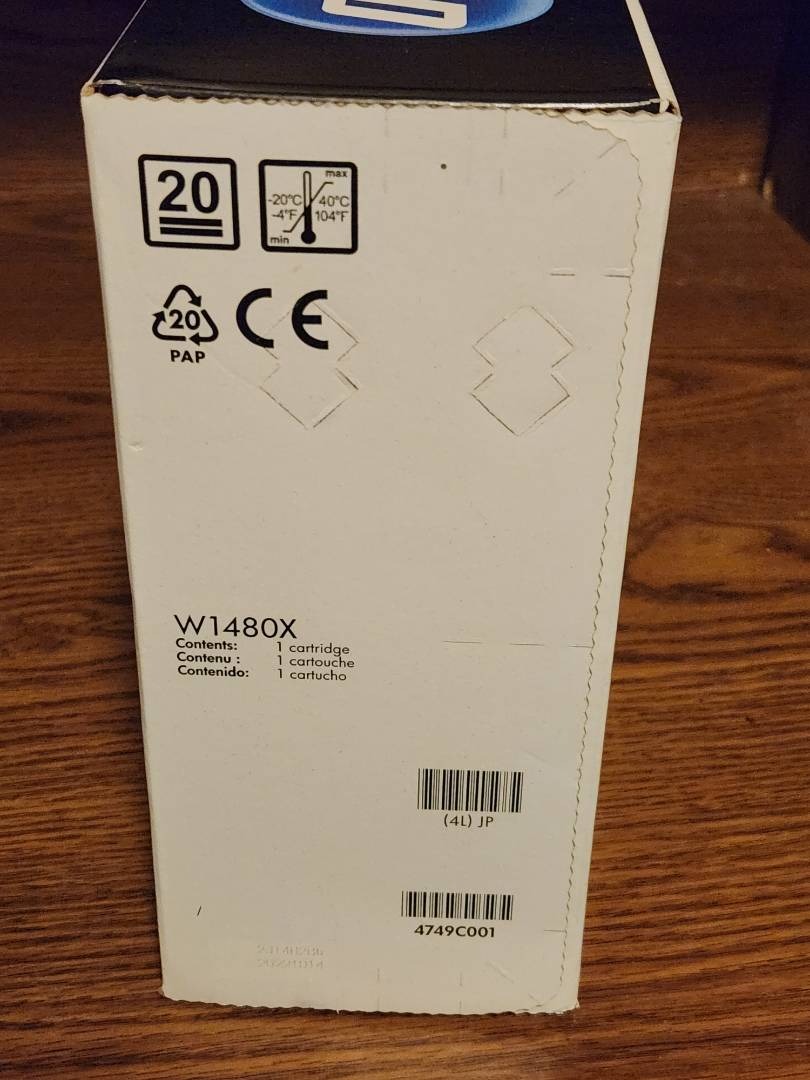 20
max
-20°C 40°C
-4°F 104°F
min
20
PAP
CE
W1480X
Contents: 1 cartridge
Contenu : 1 cartouche
Contenido: 1 cartucho
(4L) JP
4749C001